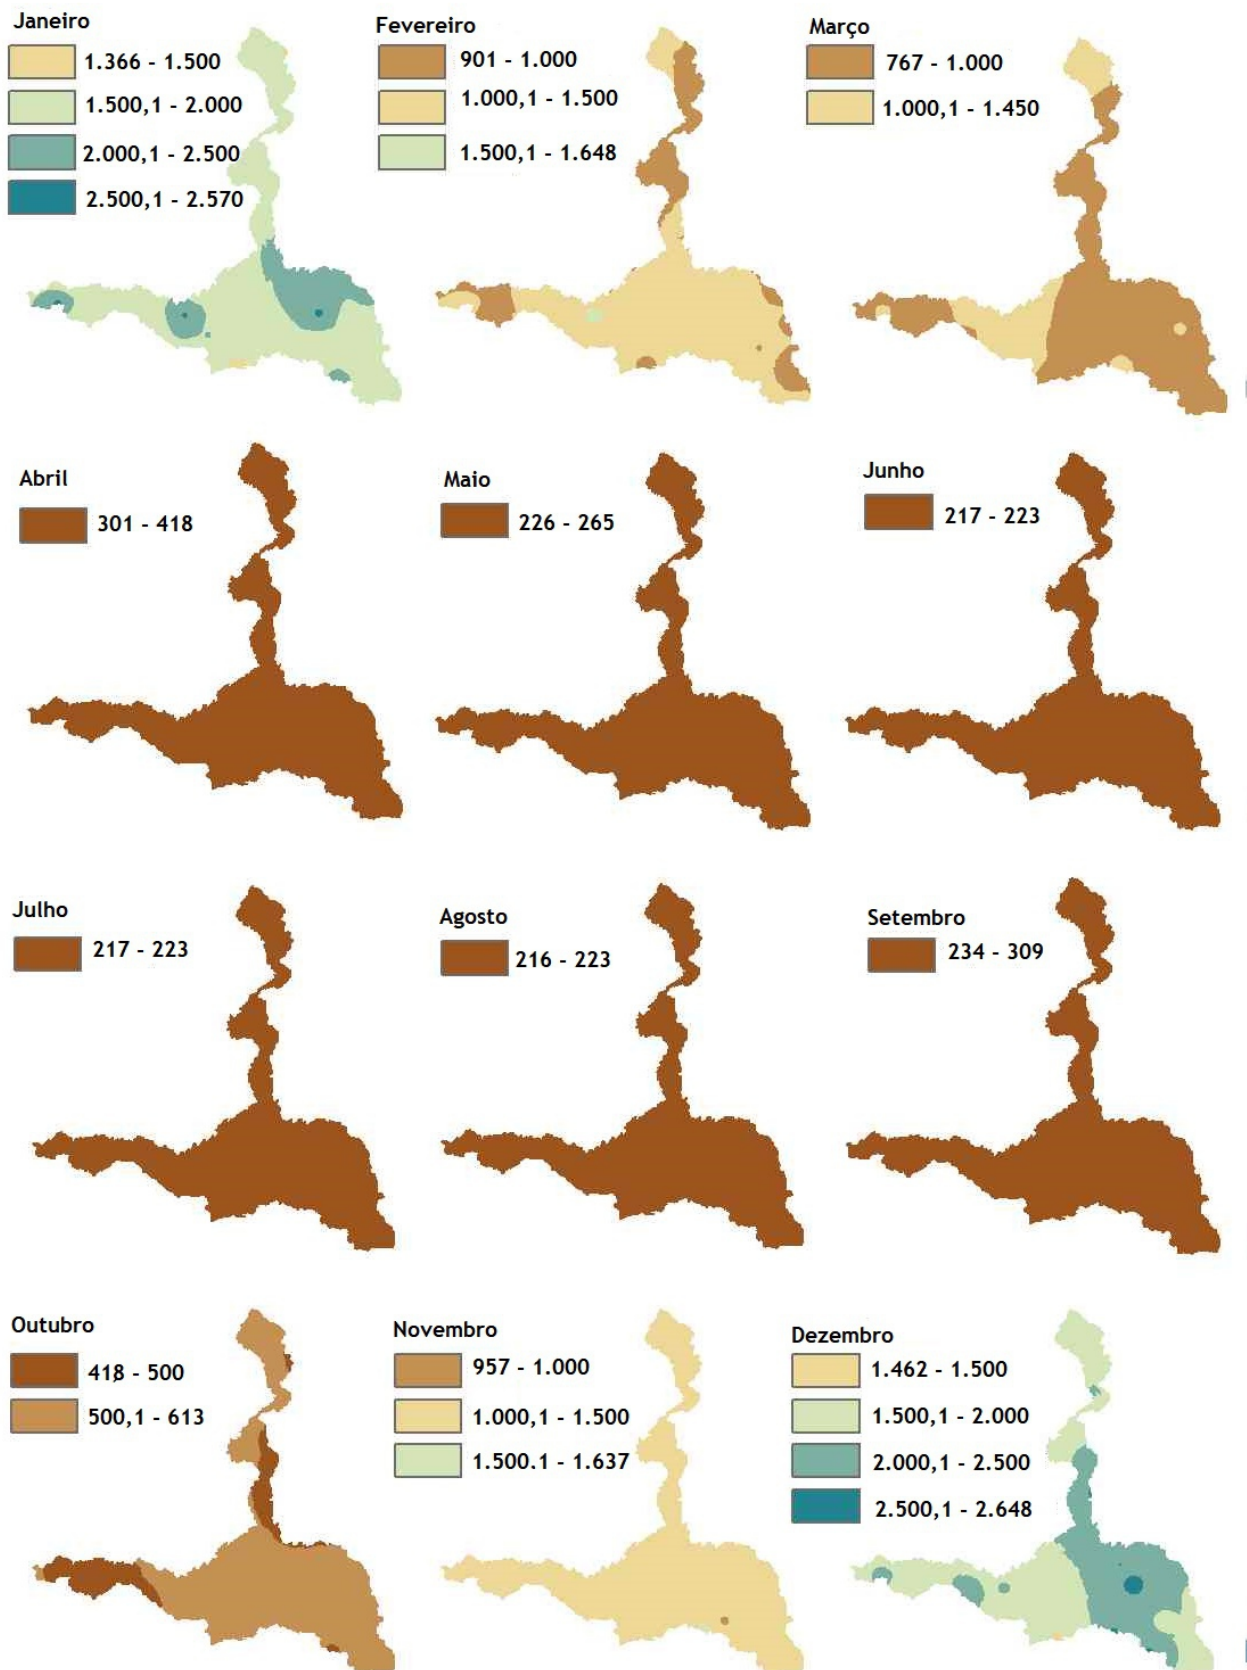 Janeiro
1.366 - 1.500
1.500,1 - 2.000
2.000,1 - 2.500
2.500,1 - 2.570
Fevereiro
901 - 1.000
1.000,1 - 1.500
1.500,1 - 1.648
Março
767 - 1.000
1.000,1 - 1.450
Abril
301 - 418
Maio
226 - 265
Junho
217 - 223
Julho
217 - 223
Agosto
216 - 223
Setembro
234 - 309
Outubro
418 - 500
500,1 - 613
Novembro
957 - 1.000
1.000,1 - 1.500
1.500.1 - 1.637
Dezembro
1.462 - 1.500
1.500,1 - 2.000
2.000,1 - 2.500
2.500,1 - 2.648